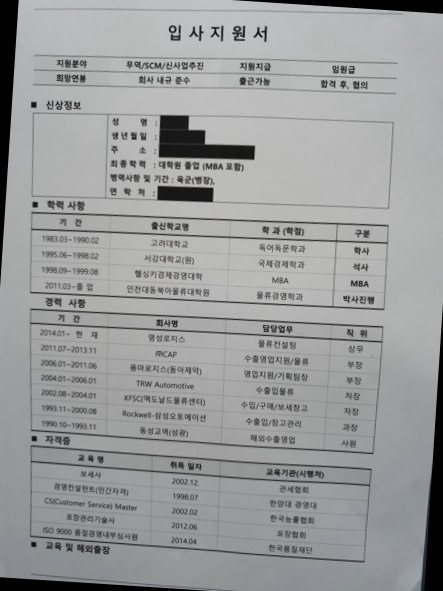 입사지원서
지원분야 무역/SCM/신사업추진 지원직급 임원급
희망연봉 회사 내규 준수 출근가능 합격 후, 협의
■ 신상정보
성 명 :
생년월일 :
주 소 :
최종학력 : 대학원 졸업 (MBA 포함)
병역사항 및 기간 : 육군(병장),
연 락 처 :
■ 학력 사항
기 간 출신학교명 학 과 (학점) 구분
1983.03~1990.02 고려대학교 독어독문학과 학사
1995.06~1998.02 서강대학교(원) 국제경제학과 석사
1998.09~1999.08 헬싱키경제경영대학 MBA MBA
2011.03~졸 업 인천대동북아물류대학원 물류경영학과 박사진행
경력 사항
기 간 회사명 담당업무 직 위
2014.01~ 현 재 명성로지스 물류컨설팅 상무
2011.07~2013.11 ㈜CAP 수출영업지원/물류 부장
2006.01~2011.06 용마로지스(동아제약) 영업지원/기획팀장 부장
2004.01~2006.01 TRW Automotive 수출입물류 차장
2002.08~2004.01 KFSC(맥도날드물류센타) 수입/구매/보세창고 차장
1993.11~2000.08 Rockwell-삼성오토메이션 수출입/창고관리 과장
1990.10~1993.11 동성교역(성광) 해외수출영업 사원
■ 자격증
교 육 명 취득 일자 교육기관(시행처)
보세사 2002.12. 관세협회
경영컨설턴트(민간자격) 1998.07 한양대 경영대
CS(Customer Service) Master 2002.02 한국능률협회
포장관리기술사 2012.06 포장협회
ISO 9000 품질경영내부심사원 2014.04 한국품질재단
■ 교육 및 해외출장